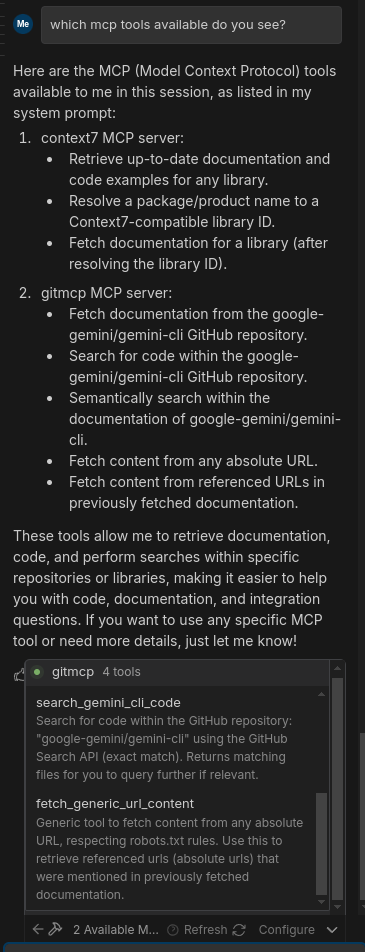 Me which mcp tools available do you see?
Here are the MCP (Model Context Protocol) tools
available to me in this session, as listed in my
system prompt:
1. context7 MCP server:
• Retrieve up-to-date documentation and
code examples for any library.
• Resolve a package/product name to a
Context7-compatible library ID.
• Fetch documentation for a library (after
resolving the library ID).
2. gitmcp MCP server:
• Fetch documentation from the google-
gemini/gemini-cli GitHub repository.
• Search for code within the google-
gemini/gemini-cli GitHub repository.
• Semantically search within the
documentation of google-gemini/gemini-
cli.
• Fetch content from any absolute URL.
• Fetch content from referenced URLs in
previously fetched documentation.
These tools allow me to retrieve documentation,
code, and perform searches within specific
repositories or libraries, making it easier to help
you with code, documentation, and integration
questions. If you want to use any specific MCP
tool or need more details, just let me know!
gitmcp 4 tools
search_gemini_cli_code
Search for code within the GitHub repository:
"google-gemini/gemini-cli" using the GitHub
Search API (exact match). Returns matching
files for you to query further if relevant.
fetch_generic_url_content
Generic tool to fetch content from any absolute
URL, respecting robots.txt rules. Use this to
retrieve referenced urls (absolute urls) that
were mentioned in previously fetched
documentation.
2 Available M... Refresh Configure